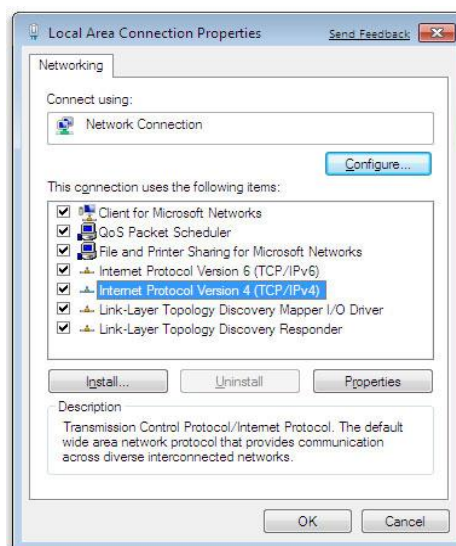 Local Area Connection Properties Send Feedback
Networking
Connect using:
Network Connection
Configure...
This connection uses the following items:
Client for Microsoft Networks
QoS Packet Scheduler
File and Printer Sharing for Microsoft Networks
Internet Protocol Version 6 (TCP/IPv6)
Internet Protocol Version 4 (TCP/IPv4)
Link-Layer Topology Discovery Mapper I/O Driver
Link-Layer Topology Discovery Responder
Install... Uninstall Properties
Description
Transmission Control Protocol/Internet Protocol. The default
wide area network protocol that provides communication
across diverse interconnected networks.
OK Cancel